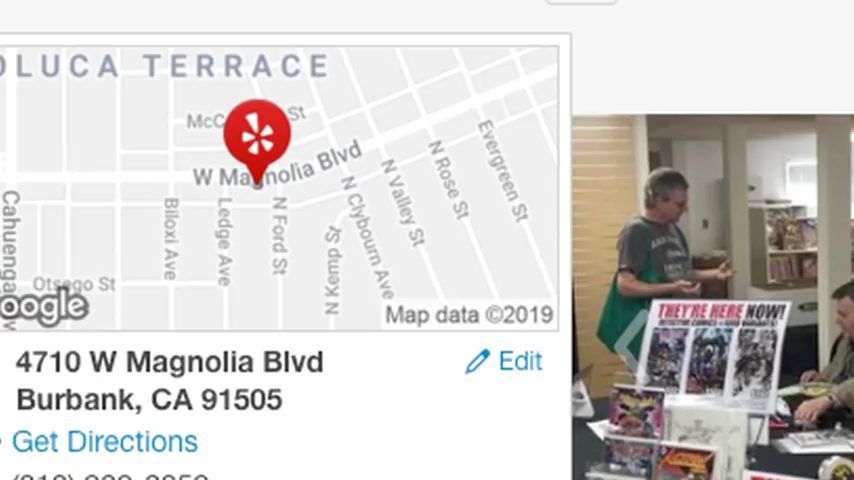 OLUCA TERRACE
McC St
W Magnolia Blvd
Evergreen St
N Rose St
N Valley St
N Clybourn Ave
N Kemp St
N Ford St
Ledge Ave
Biloxi Ave
Cahuenga
Otsego St
oogle
Map data ©2019
4710 W Magnolia Blvd
Edit
Burbank, CA 91505
Get Directions
THEY'RE HERE NOW!